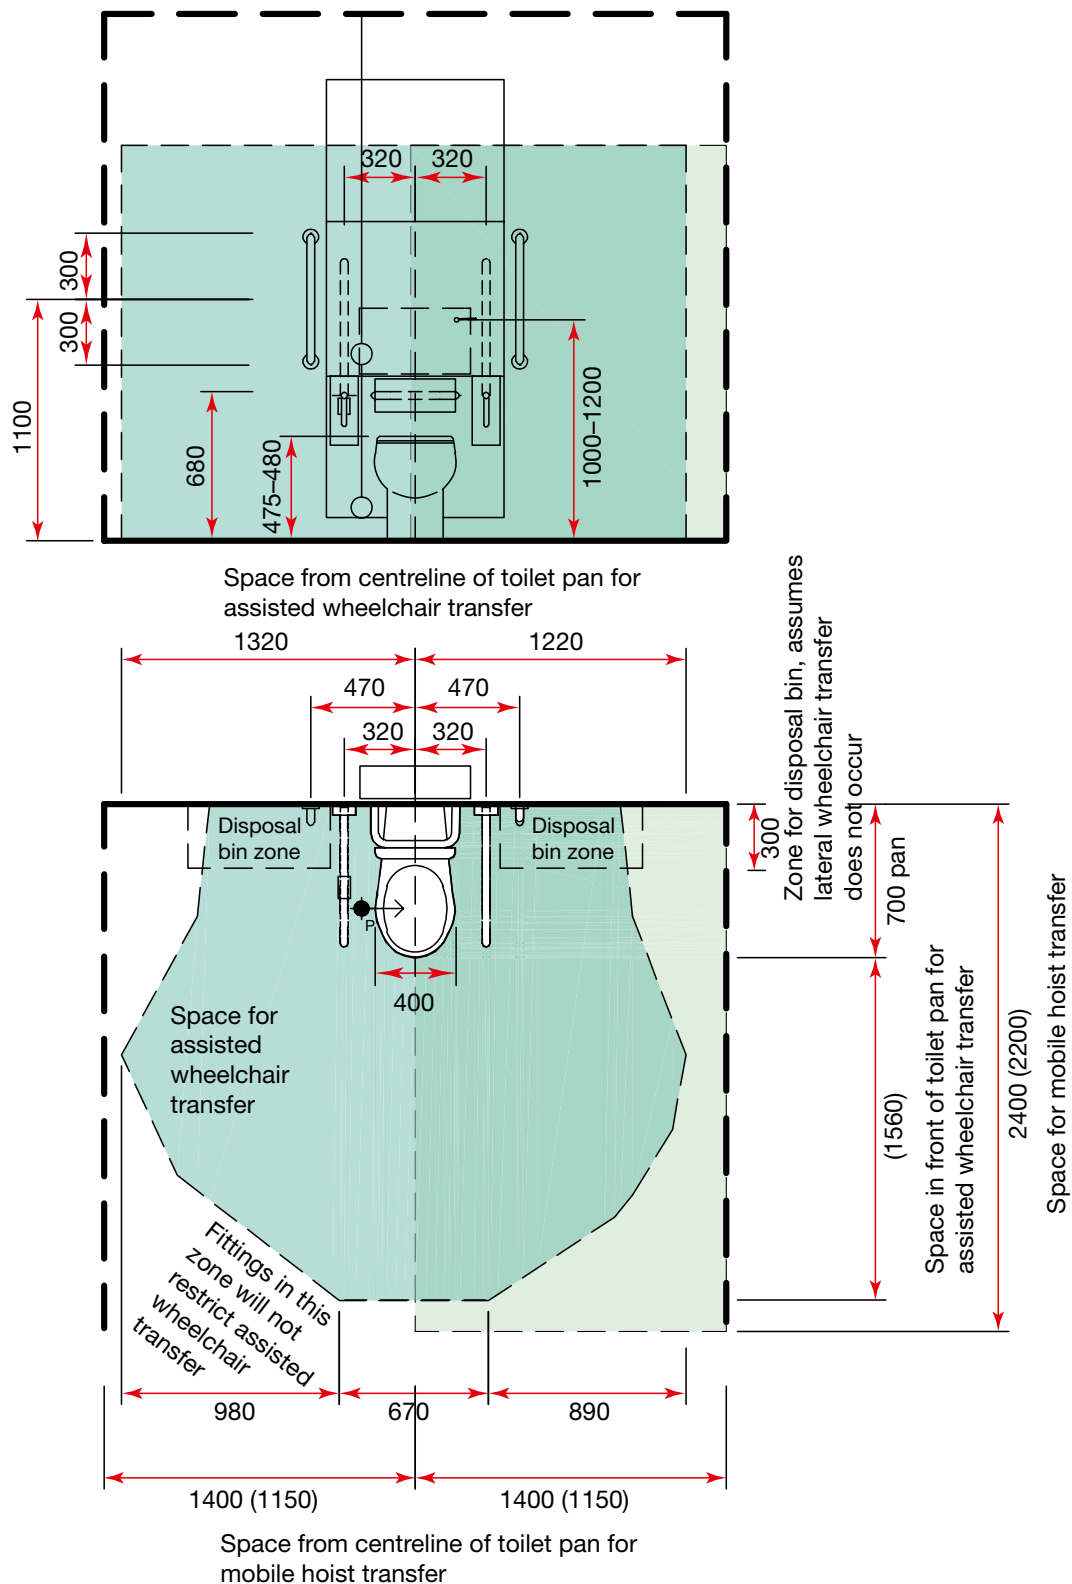 320
320
300
300
1100
680
475–480
1000–1200
Space from centreline of toilet pan for
assisted wheelchair transfer
1320
1220
470
470
320
320
Disposal
bin zone
Disposal
bin zone
P
400
Space for
assisted
wheelchair
transfer
Fittings in this
zone will not
restrict assisted
wheelchair
transfer
300
Zone for disposal bin, assumes
lateral wheelchair transfer
does not occur
700 pan
(1560)
Space in front of toilet pan for
assisted wheelchair transfer
2400 (2200)
Space for mobile hoist transfer
980
670
890
1400 (1150)
1400 (1150)
Space from centreline of toilet pan for
mobile hoist transfer